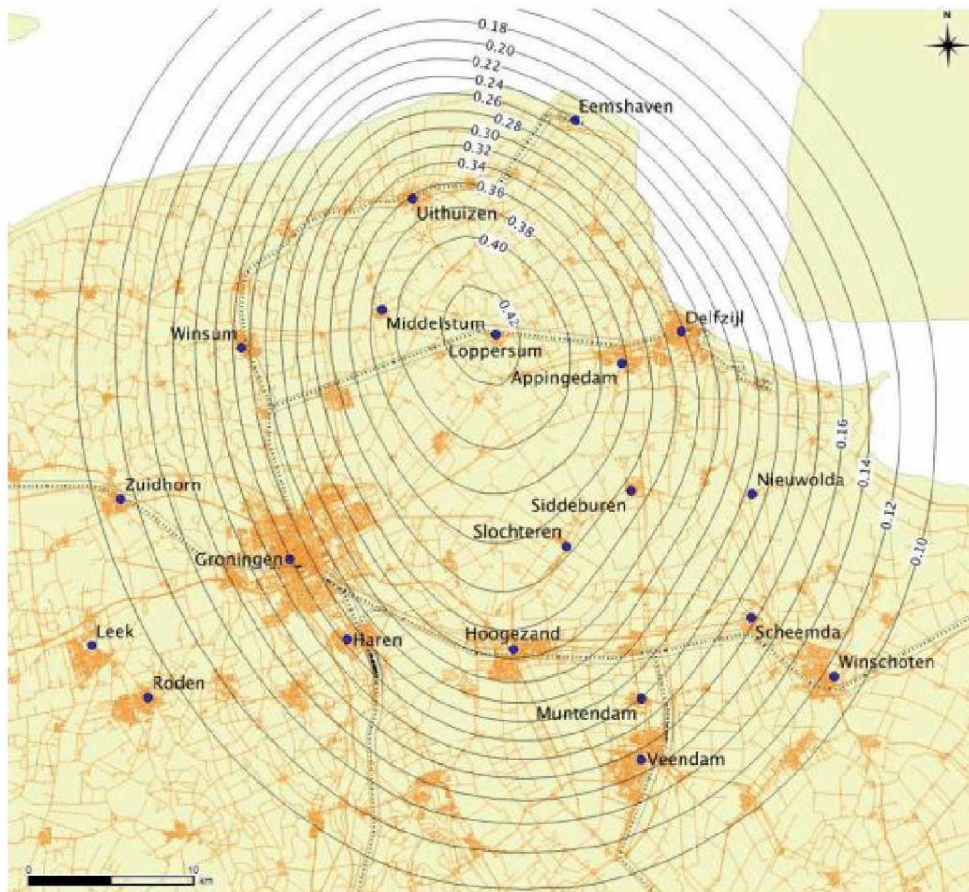 N
0.18
0.20
0.22
0.24
0.26
0.28
0.30
0.32
0.34
0.36
0.38
0.40
0.42
Eemshaven
Uithuizen
Delfzijl
Winsum
Middelstum
Loppersum
Appingedam
0.16
0.14
0.12
0.10
Zuidhorn
Nieuwolda
Siddeburen
Slochteren
Groningen
Leek
Haren
Hoogezand
Scheemda
Winschoten
Roden
Muntendam
Veendam
0
10
km